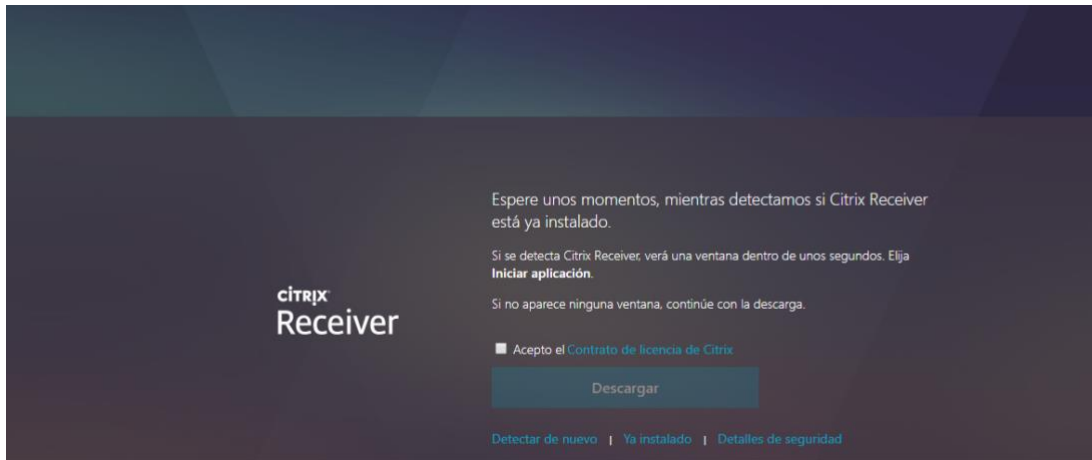 Espere unos momentos, mientras detectamos si Citrix Receiver
está ya instalado.
Si se detecta Citrix Receiver, verá una ventana dentro de unos segundos. Elija
Iniciar aplicación.
Si no aparece ninguna ventana, continúe con la descarga.
CITRIX
Receiver
Acepto el Contrato de licencia de Citrix
Descargar
Detectar de nuevo | Ya instalado | Detalles de seguridad